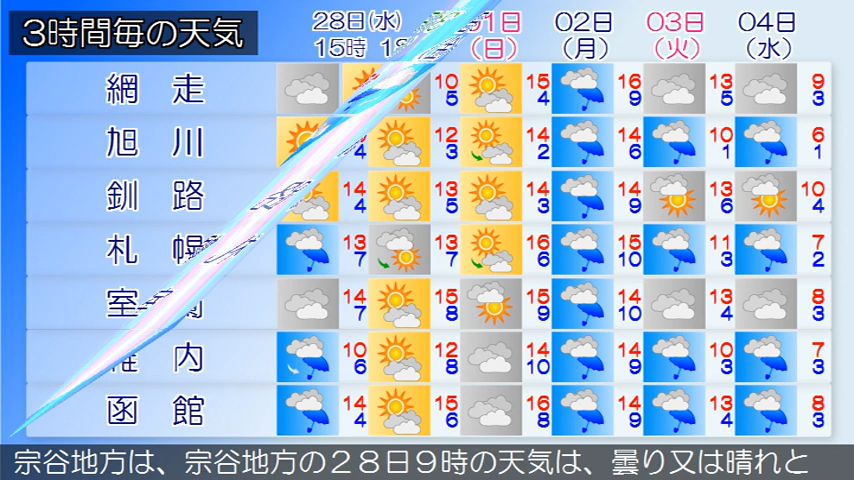 3時間毎の天気
28日(水) 01日 02日 03日 04日
15時 18 (日) (月) (火) (水)
網 走 10 5 15 4 16 9 13 5 9 3
旭 川 4 12 3 14 2 14 6 10 1 6 1
釧 路 14 4 13 5 14 3 14 9 13 6 10 4
札 幌 13 7 13 7 16 6 15 10 11 3 7 2
室 14 7 15 8 15 9 14 10 13 4 8 3
稚 内 10 6 12 8 14 10 14 9 10 3 7 3
函 館 14 4 15 6 16 8 14 9 13 4 8 3
宗谷地方は、宗谷地方の28日9時の天気は、曇り又は晴れと